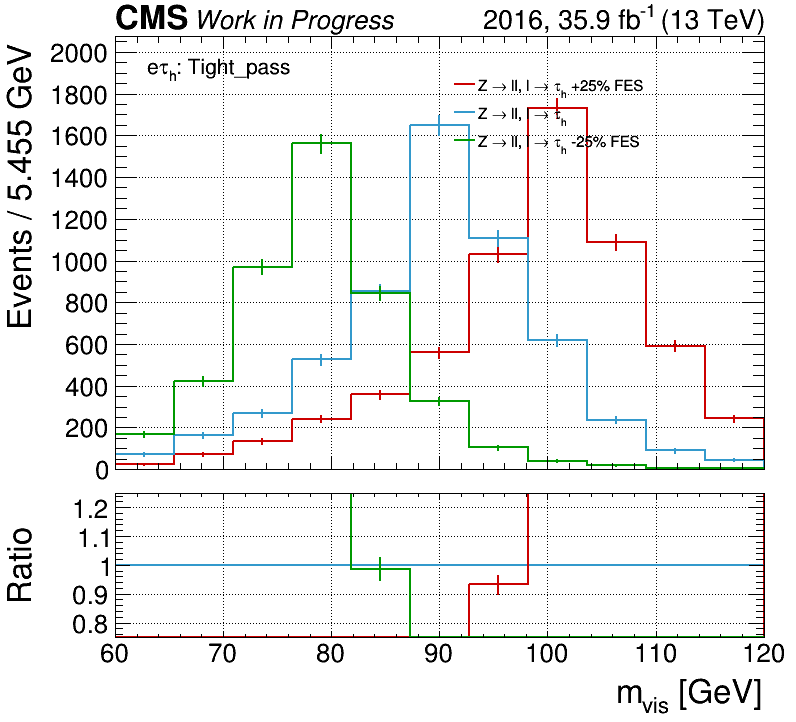 CMS Work in Progress 2016, 35.9 fb⁻¹ (13 TeV)
eτₕ: Tight_pass
Z → ll, l → τₕ +25% FES
Z → ll, l → τₕ
Z → ll, l → τₕ -25% FES
Events / 5.455 GeV
2000
1800
1600
1400
1200
1000
800
600
400
200
0
Ratio
1.2
1.1
1
0.9
0.8
60 70 80 90 100 110 120
m_vis [GeV]